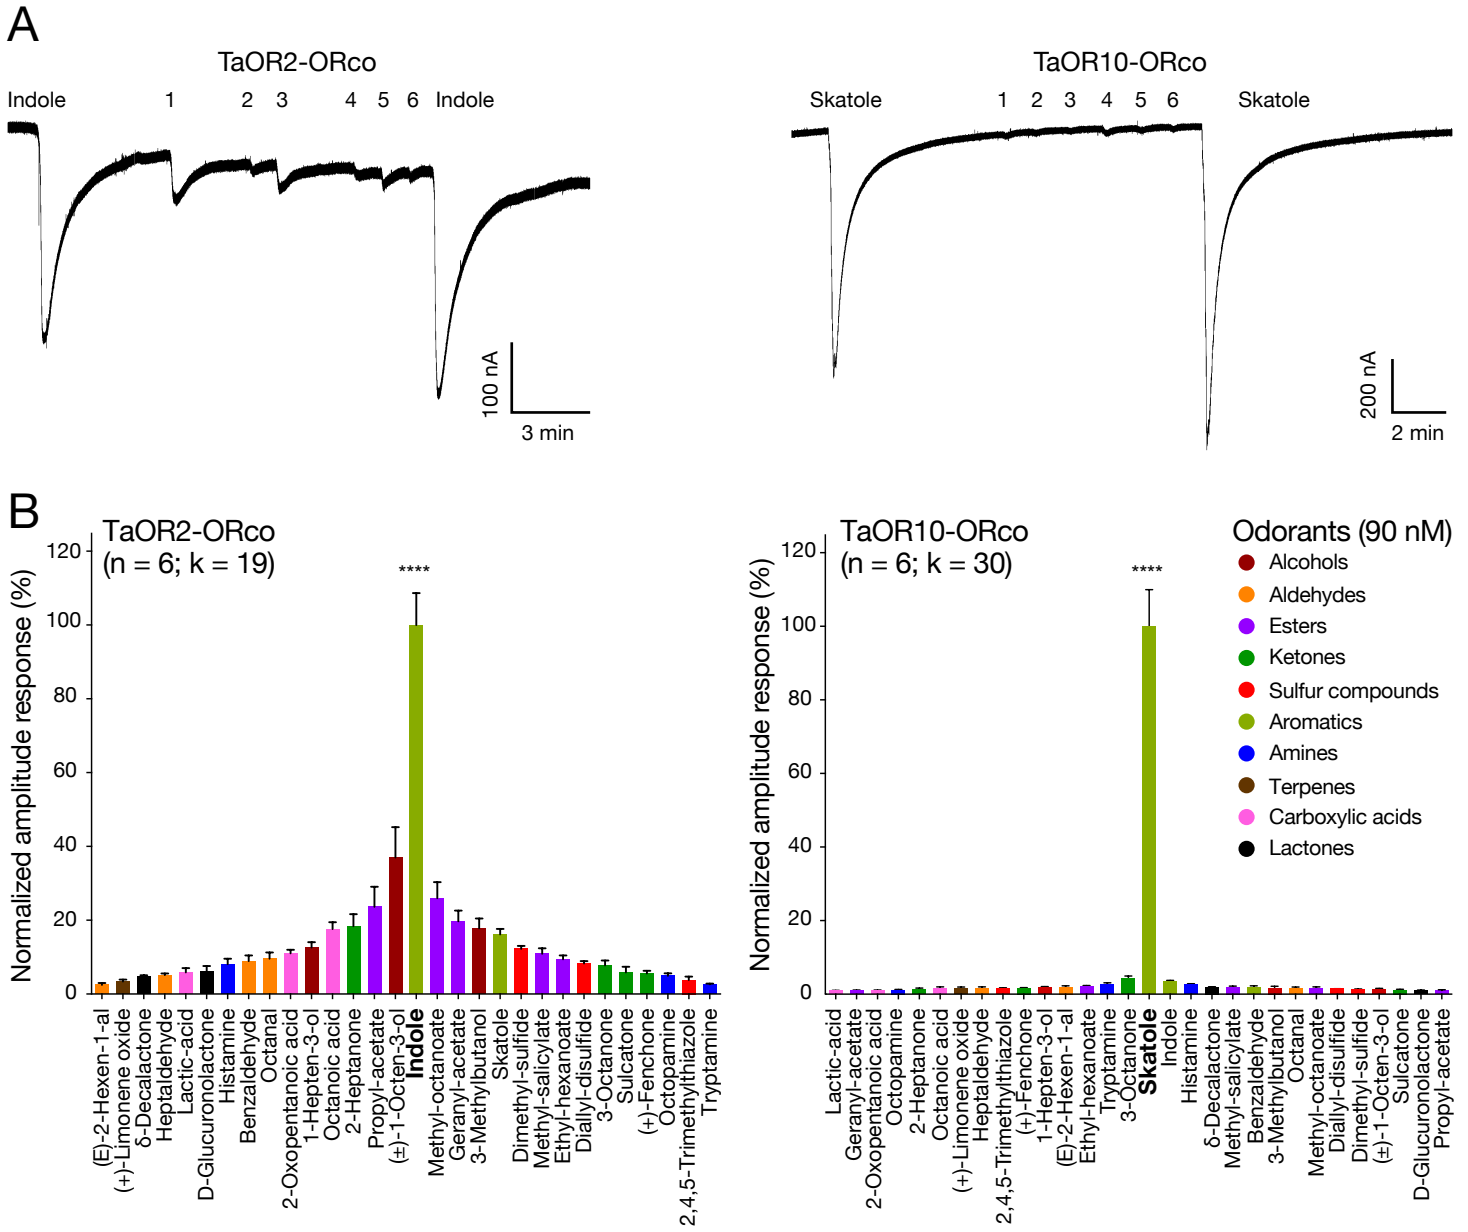 A
TaOR2-ORco
Indole 1 2 3 4 5 6 Indole
100 nA
3 min
TaOR10-ORco
Skatole 1 2 3 4 5 6 Skatole
200 nA
2 min
B
TaOR2-ORco
(n = 6; k = 19)
****
Normalized amplitude response (%)
120
100
80
60
40
20
0
(E)-2-Hexen-1-al
(+)-Limonene oxide
δ-Decalactone
Heptaldehyde
Lactic-acid
D-Glucuronolactone
Histamine
Benzaldehyde
Octanal
2-Oxopentanoic acid
1-Hepten-3-ol
Octanoic acid
2-Heptanone
Propyl-acetate
(±)-1-Octen-3-ol
Indole
Methyl-octanoate
Geranyl-acetate
3-Methylbutanol
Skatole
Dimethyl-sulfide
Methyl-salicylate
Ethyl-hexanoate
Diallyl-disulfide
3-Octanone
Sulcatone
(+)-Fenchon
Octopamine
2,4,5-Trimethylthiazole
Tryptamine
TaOR10-ORco
(n = 6; k = 30)
****
Normalized amplitude response (%)
120
100
80
60
40
20
0
Lactic-acid
Geranyl-acetate
2-Oxopentanoic acid
Octopamine
2-Heptanone
Octanoic acid
(+)-Limonene oxide
Heptaldehyde
2,4,5-Trimethylthiazole
(+)-Fenchone
1-Hepten-3-ol
(E)-2-Hexen-1-al
Ethyl-hexanoate
Tryptamine
3-Octanone
Skatole
Indole
Histamine
δ-Decalactone
Methyl-salicylate
Benzaldehyde
3-Methylbutanol
Octanal
Methyl-octanoate
Diallyl-disulfide
Dimethyl-sulfide
(±)-1-Octen-3-ol
Sulcatone
D-Glucuronolactone
Propyl-acetate
Odorants (90 nM)
Alcohols
Aldehydes
Esters
Ketones
Sulfur compounds
Aromatics
Amines
Terpenes
Carboxylic acids
Lactones